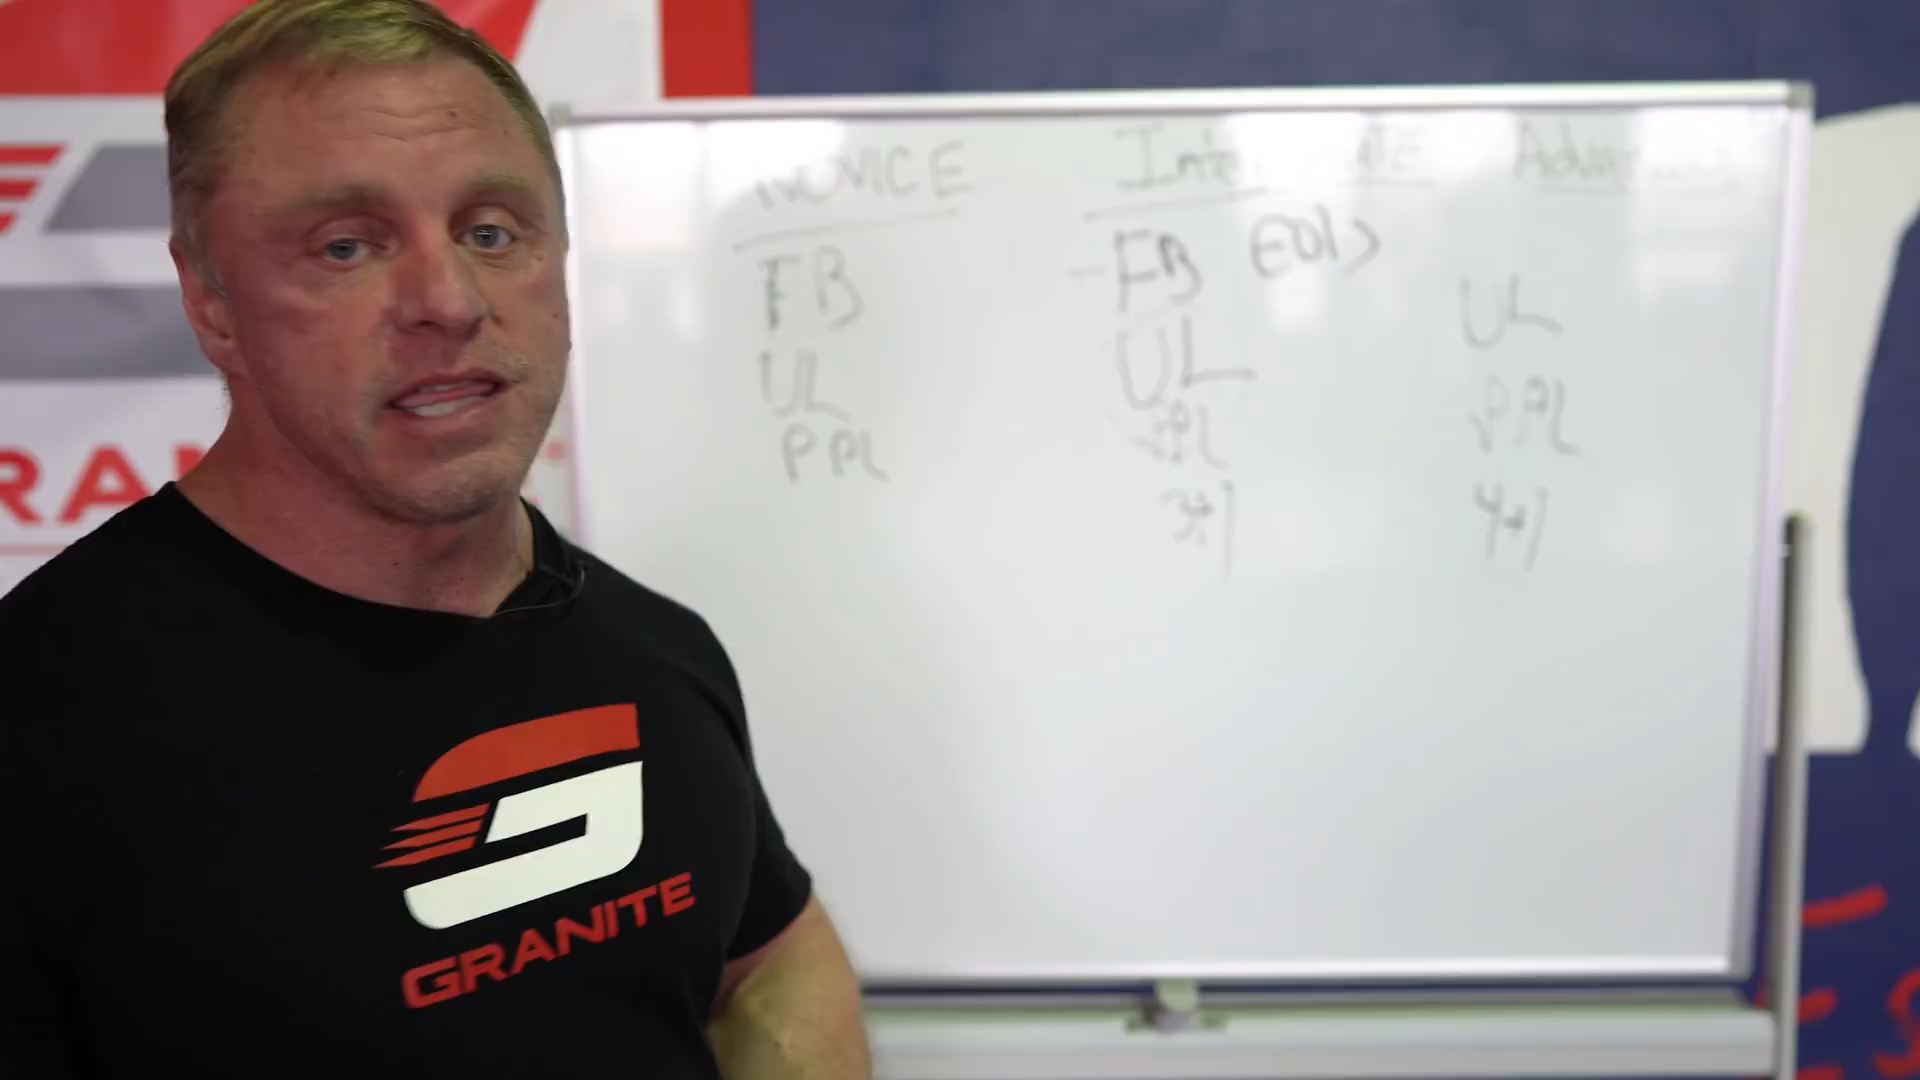 NOVICE
FB
UL
PPL
FB EOD
UL
PPL
3+1
UL
PPL
4+1
GRANITE